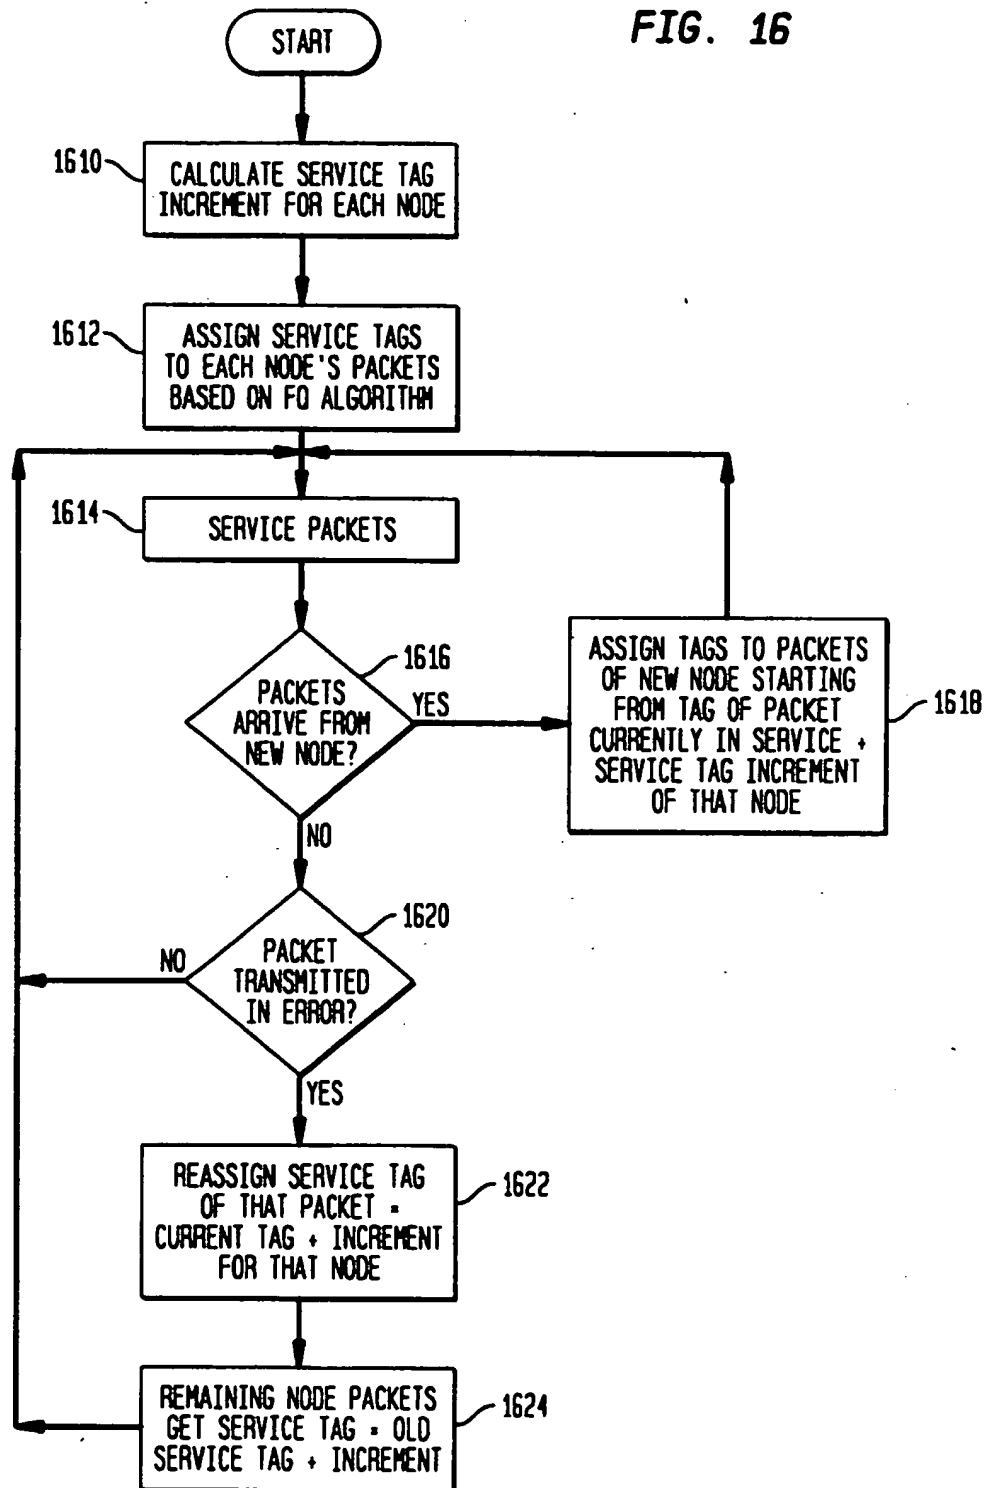 FIG. 16
START
1610
CALCULATE SERVICE TAG
INCREMENT FOR EACH NODE
1612
ASSIGN SERVICE TAGS
TO EACH NODE'S PACKETS
BASED ON FQ ALGORITHM
1614
SERVICE PACKETS
1616
PACKETS
ARRIVE FROM
NEW NODE?
YES
NO
ASSIGN TAGS TO PACKETS
OF NEW NODE STARTING
FROM TAG OF PACKET
CURRENTLY IN SERVICE +
SERVICE TAG INCREMENT
OF THAT NODE
1618
1620
PACKET
TRANSMITTED
IN ERROR?
NO
YES
REASSIGN SERVICE TAG
OF THAT PACKET =
CURRENT TAG + INCREMENT
FOR THAT NODE
1622
REMAINING NODE PACKETS
GET SERVICE TAG = OLD
SERVICE TAG + INCREMENT
1624